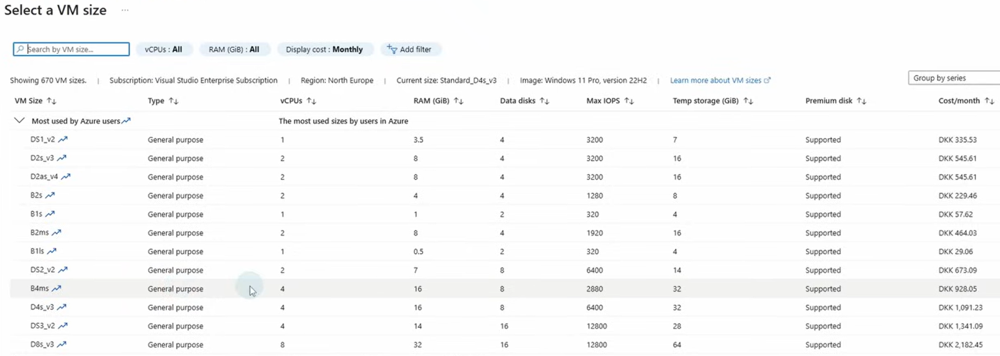 Select a VM size ...
Search by VM size... vCPUs : All RAM (GiB) : All Display cost : Monthly Add filter
Showing 670 VM sizes. | Subscription: Visual Studio Enterprise Subscription | Region: North Europe | Current size: Standard_D4s_v3 | Image: Windows 11 Pro, version 22H2 | Learn more about VM sizes Group by series
VM Size Type vCPUs RAM (GiB) Data disks Max IOPS Temp storage (GiB) Premium disk Cost/month
Most used by Azure users The most used sizes by users in Azure
DS1_v2 General purpose 1 3.5 4 3200 7 Supported DKK 335.53
D2s_v3 General purpose 2 8 4 3200 16 Supported DKK 545.61
D2as_v4 General purpose 2 8 4 3200 16 Supported DKK 545.61
B2s General purpose 2 4 4 1280 8 Supported DKK 229.46
B1s General purpose 1 1 2 320 4 Supported DKK 57.62
B2ms General purpose 2 8 4 1920 16 Supported DKK 464.03
B1ls General purpose 1 0.5 2 320 4 Supported DKK 29.06
DS2_v2 General purpose 2 7 8 6400 14 Supported DKK 673.09
B4ms General purpose 4 16 8 2880 32 Supported DKK 928.05
D4s_v3 General purpose 4 16 8 6400 32 Supported DKK 1,091.23
DS3_v2 General purpose 4 14 16 12800 28 Supported DKK 1,341.09
D8s_v3 General purpose 8 32 16 12800 64 Supported DKK 2,182.45